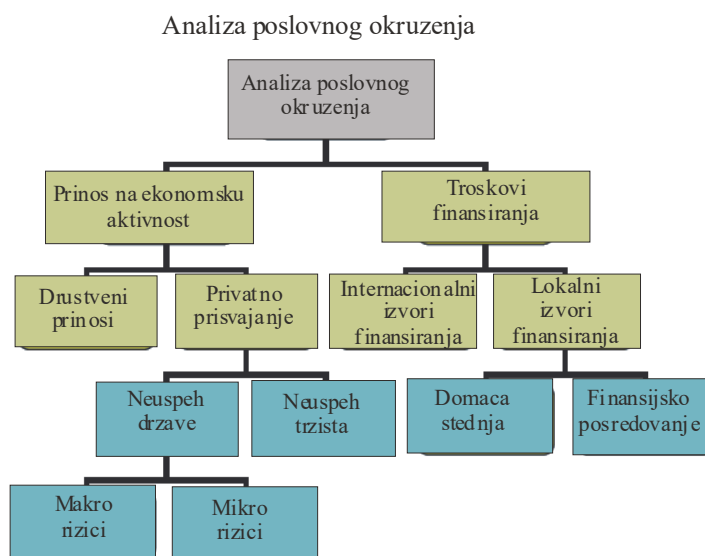 Analiza poslovnog okruzenja
Analiza poslovnog
okruzenja
Prinos na ekonomsku
aktivnost
Troskovi
finansiranja
Drustveni
prinosi
Privatno
prisvajanje
Internacionalni
izvori
finansiranja
Lokalni
izvori
finansiranja
Neuspeh
drzave
Neuspeh
trzista
Domaca
stednja
Finansijsko
posredovanje
Makro
rizici
Mikro
rizici